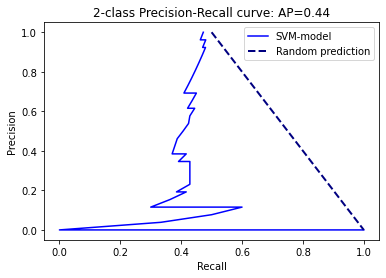 2-class Precision-Recall curve: AP=0.44
SVM-model
Random prediction
Precision
1.0
0.8
0.6
0.4
0.2
0.0
0.0 0.2 0.4 0.6 0.8 1.0
Recall